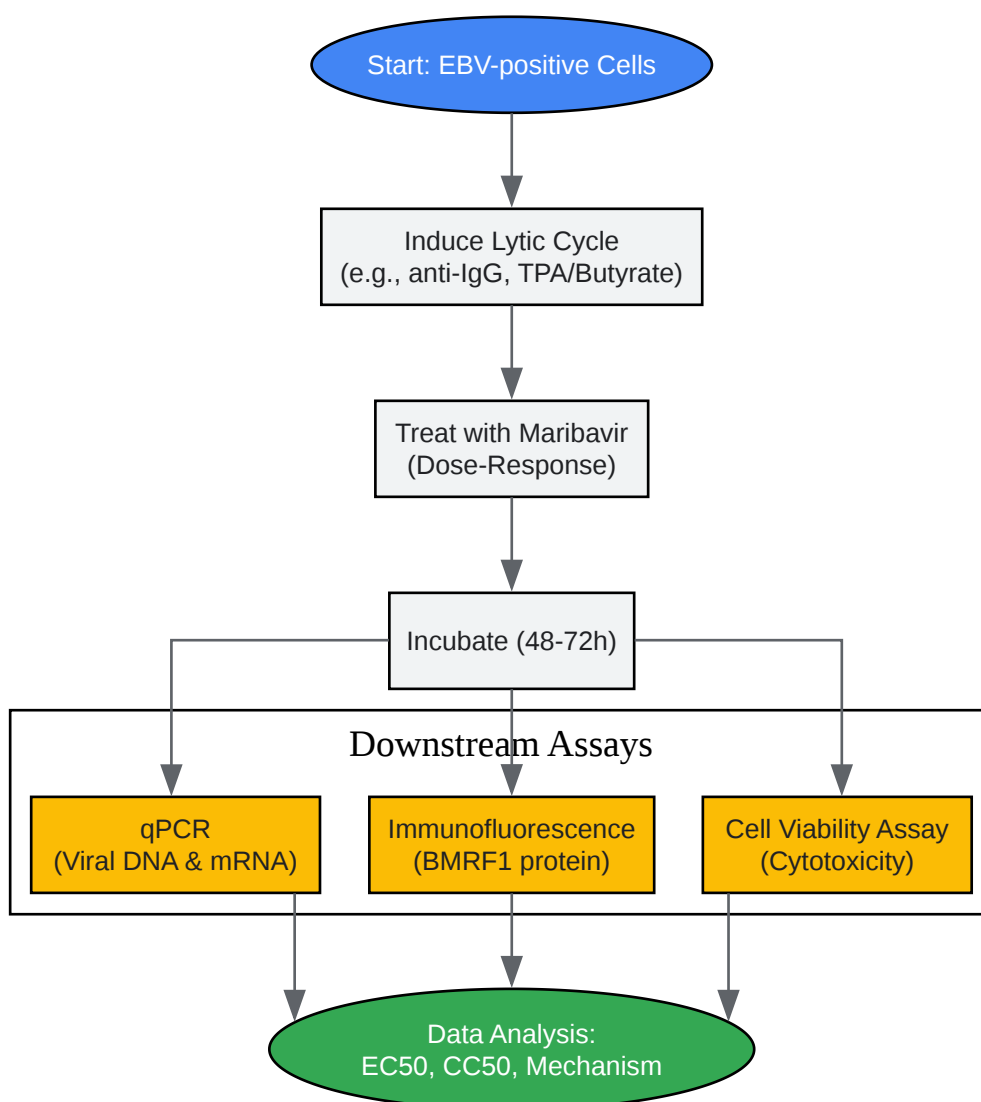 Start: EBV-positive Cells
Induce Lytic Cycle
(e.g., anti-IgG, TPA/Butyrate)
Treat with Maribavir
(Dose-Response)
Incubate (48-72h)
Downstream Assays
qPCR
(Viral DNA & mRNA)
Immunofluorescence
(BMRF1 protein)
Cell Viability Assay
(Cytotoxicity)
Data Analysis:
EC50, CC50, Mechanism